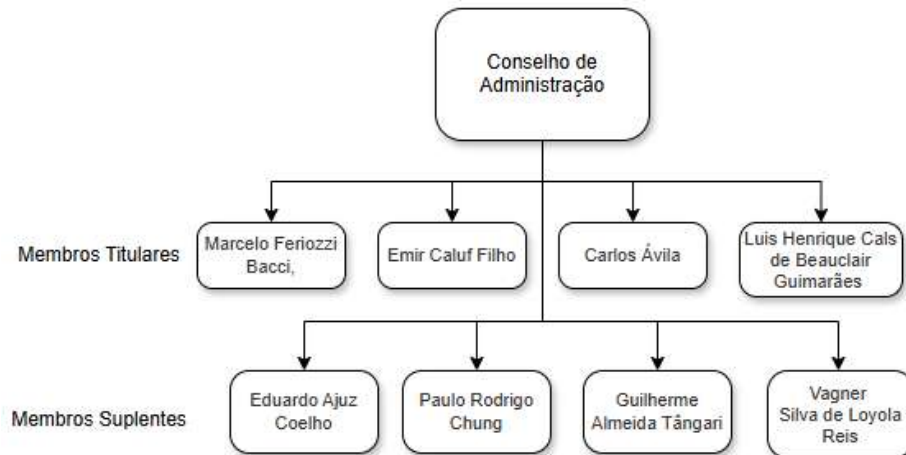 Conselho de
Administração
Membros Titulares
Marcelo Feriozzi
Bacci,
Emir Caluf Filho
Carlos Ávila
Luis Henrique Cals
de Beauclair
Guimarães
Membros Suplentes
Eduardo Ajuz
Coelho
Paulo Rodrigo
Chung
Guilherme
Almeida Tângari
Vagner
Silva de Loyola
Reis